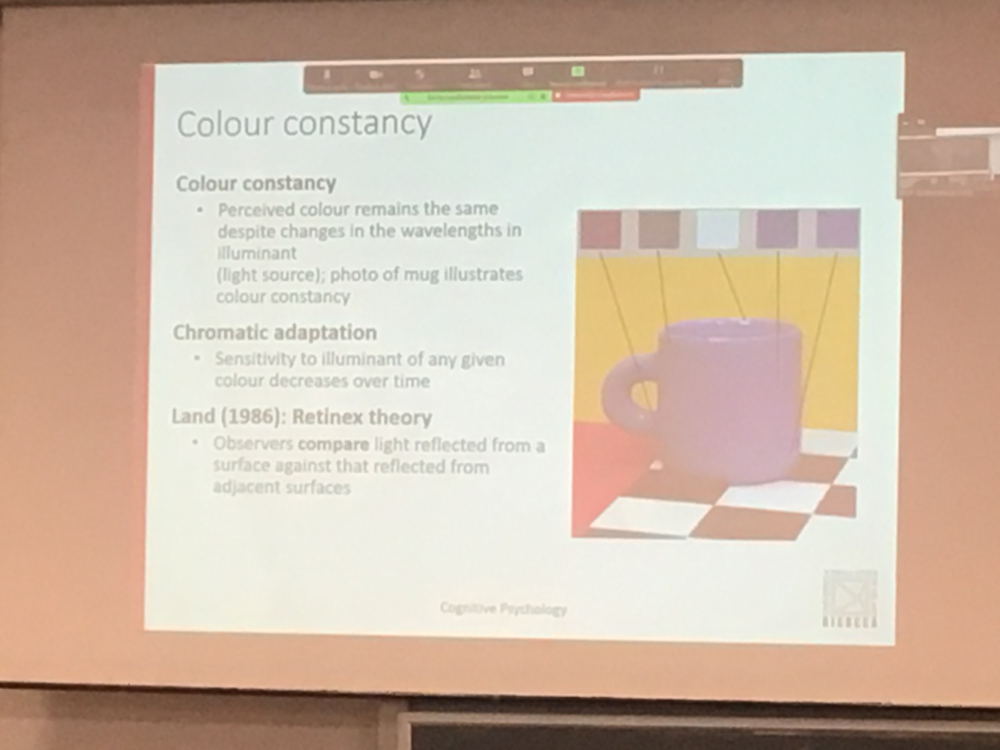 Colour constancy
Colour constancy
• Perceived colour remains the same
despite changes in the wavelengths in
illuminant
(light source); photo of mug illustrates
colour constancy
Chromatic adaptation
• Sensitivity to illuminant of any given
colour decreases over time
Land (1986): Retinex theory
• Observers compare light reflected from a
surface against that reflected from
adjacent surfaces
Cognitive Psychology